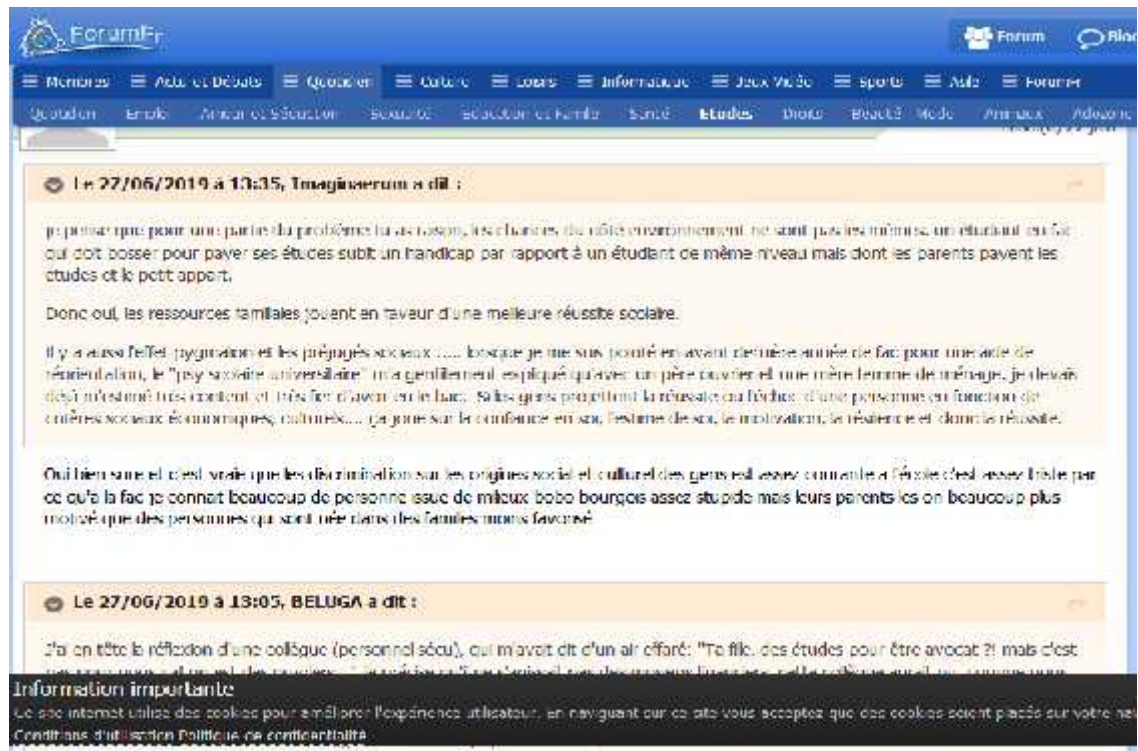 ForumFr
Forum Bloc
Membres Actu et Débats Quotidien Culture Loisirs Informatique Jeux Vidéo Sports Asile Forumer
Quotidien Emploi Amour et Séduction Sexualité Education et Famille Santé Etudes Droits Beauté Mode Animaux
Le 27/06/2019 à 13:35, Imaginaerum a dit :
je pense que pour une partie du problème tu as raison, les chances du côté environnement ne sont pas les mêmes. un étudiant en fac
qui doit bosser pour payer ses études subit un handicap par rapport à un étudiant de même niveau mais dont les parents payent les
etudes et le petit appart.
Donc oui, les ressources familiales jouent en faveur d'une meilleure réussite scolaire.
Il y a aussi l'effet pygmalion et les préjugés sociaux ..... lorsque je me suis pointé en avant dernière année de fac pour une aide de
réorientation, le "psy scolaire universitaire" m'a gentillement expliqué qu'avec un père ouvrier et une mère femme de ménage, je devais
déjà m'estimé très content et très fier d'avoir eu le bac. Si les gens projettent la réussite ou l'échec d'une personne en fonction de
critères sociaux économiques, culturels.... ça joue sur la confiance en soi, l'estime de soi, la motivation, la résilience et donc la réussite.
Oui bien sure et c'est vraie que les discrimination sur les origines social et culturel des gens est assez courante a l'école c'est assez triste par
ce qu'a la fac je connait beaucoup de personne issue de milieux bobo bourgeois assez stupide mais leurs parents les on beaucoup plus
motivé que des personnes qui sont née dans des familles moins favorisé
Le 27/06/2019 à 13:05, BELUGA a dit :
J'ai en tête la réflexion d'une collègue (personnel sécu), qui m'avait dit d'un air effaré: "Ta fille, des études pour être avocat ?! mais c'est
Information importante
Ce site internet utilise des cookies pour améliorer l'expérience utilisateur. En naviguant sur ce site vous acceptez que des cookies soient placés sur votre
Conditions d'utilisation Politique de confidentialité